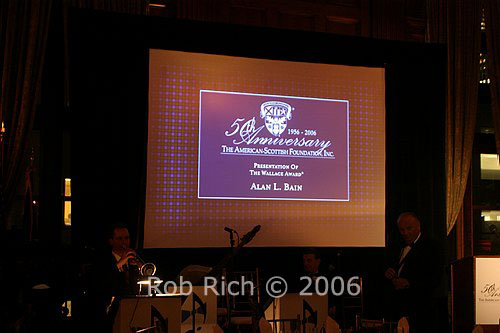 50th
Anniversary
1956 - 2006
THE AMERICAN-SCOTTISH FOUNDATION, INC.
PRESENTATION OF
THE WALLACE AWARD®
ALAN L. BAIN
Rob Rich © 2006